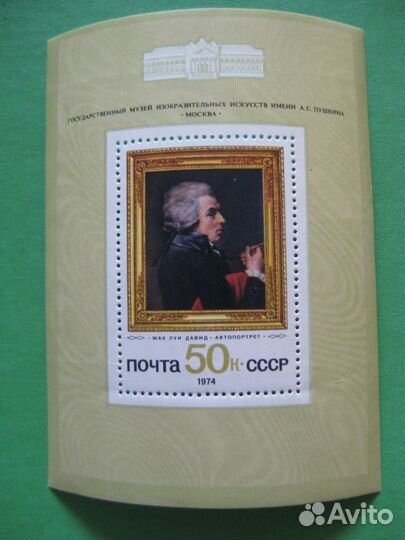 ГОСУДАРСТВЕННЫЙ МУЗЕЙ ИЗОБРАЗИТЕЛЬНЫХ ИСКУССТВ ИМЕНИ А.С. ПУШКИНА
· МОСКВА ·
· ЖАК ЛУИ ДАВИД · АВТОПОРТРЕТ ·
ПОЧТА 50К· СССР
1974
Avito